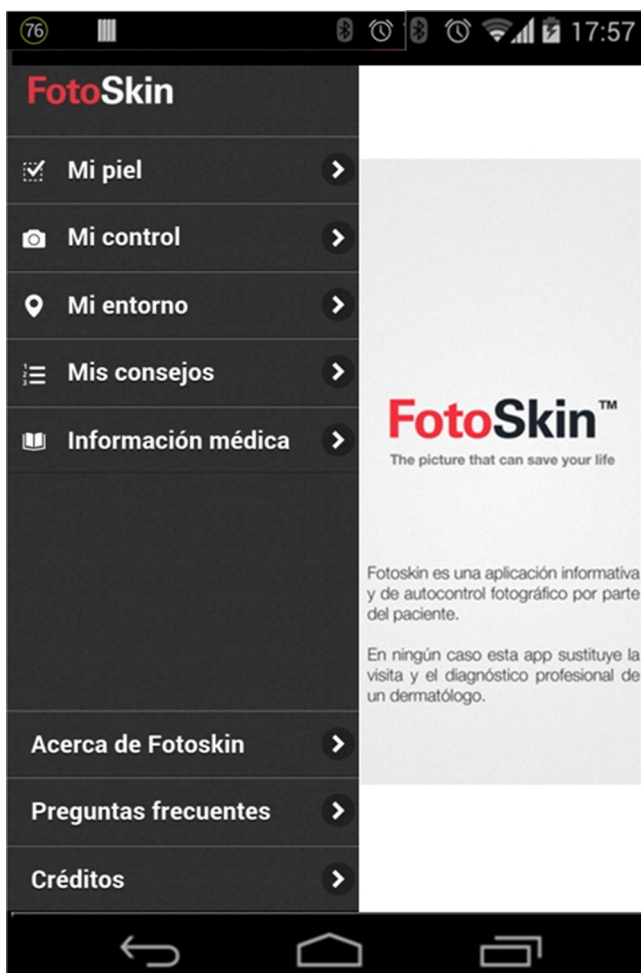 76
17:57
FotoSkin
Mi piel
Mi control
Mi entorno
Mis consejos
Información médica
Acerca de Fotoskin
Preguntas frecuentes
Créditos
FotoSkin™
The picture that can save your life
Fotoskin es una aplicación informativa
y de autocontrol fotográfico por parte
del paciente.
En ningún caso esta app sustituye la
visita y el diagnóstico profesional de
un dermatólogo.